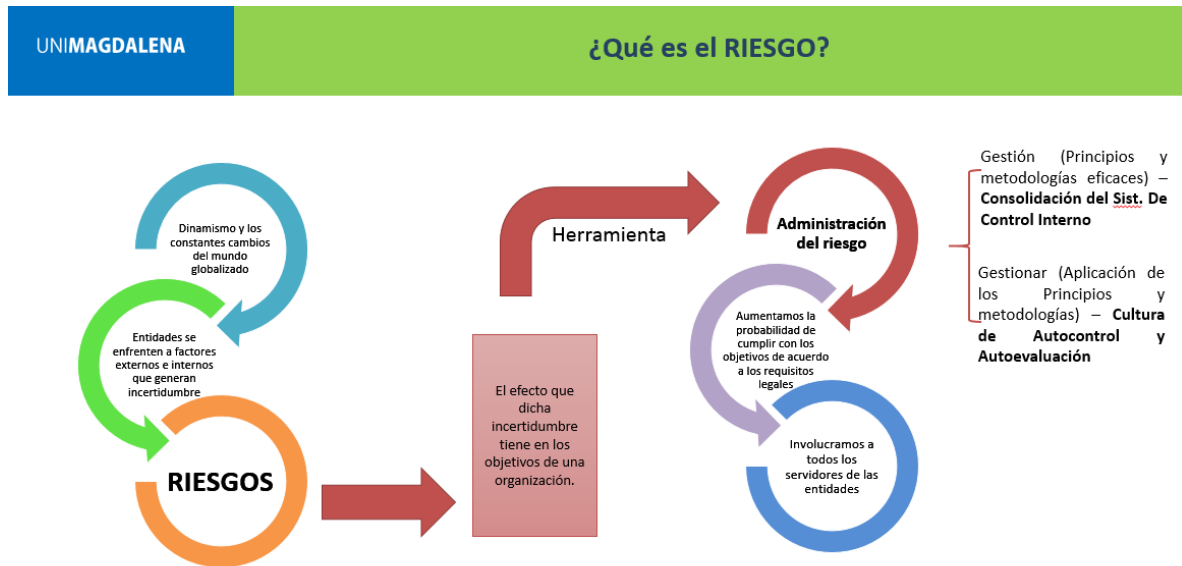 UNIMAGDALENA
¿Qué es el RIESGO?
Dinamismo y los
constantes cambios
del mundo
globalizado
Entidades se
enfrenten a factores
externos e internos
que generan
incertidumbre
RIESGOS
El efecto que
dicha
incertidumbre
tiene en los
objetivos de una
organización.
Herramienta
Administración
del riesgo
Aumentamos la
probabilidad de
cumplir con los
objetivos de acuerdo
a los requisitos
legales
Involucramos a
todos los
servidores de las
entidades
Gestión (Principios y
metodologías eficaces) –
Consolidación del Sist. De
Control Interno
Gestionar (Aplicación de
los Principios y
metodologías) – Cultura
de Autocontrol y
Autoevaluación